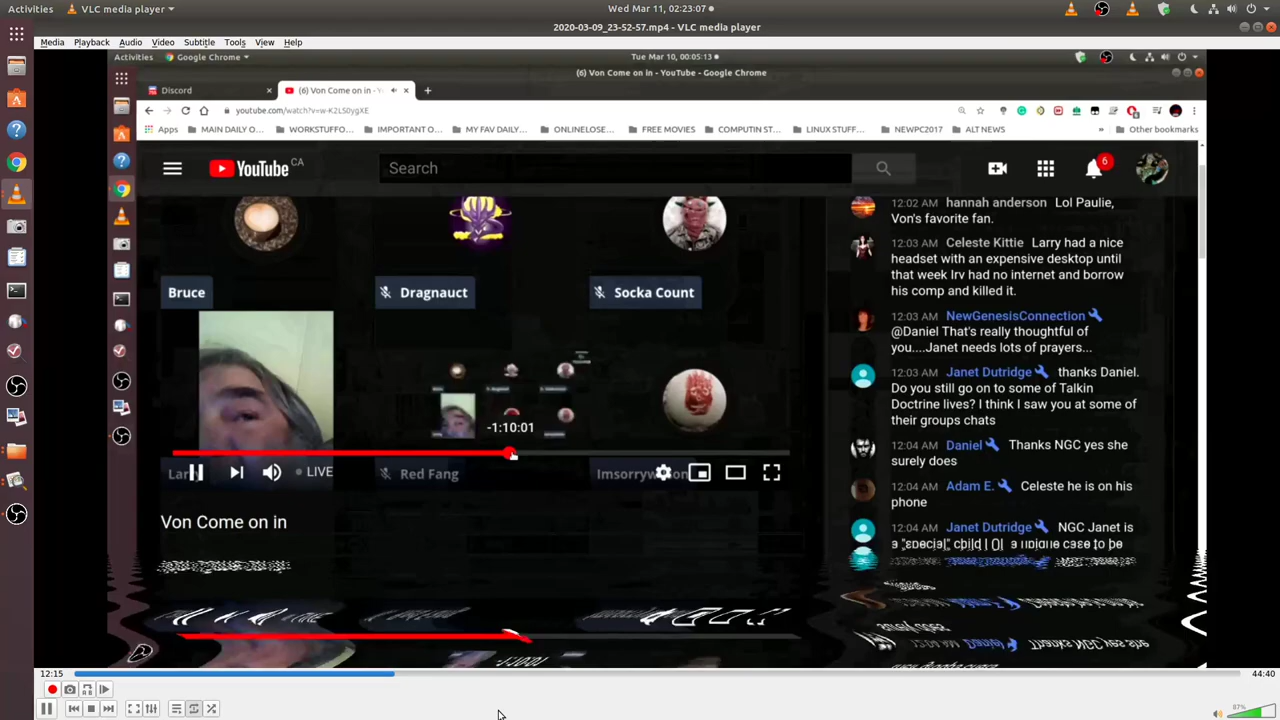 Activities VLC media player Wed Mar 11, 02:23:07
2020-03-09_23-52-57.mp4 - VLC media player
Media Playback Audio Video Subtitle Tools View Help
Activities Google Chrome Tue Mar 10, 00:05:13
(6) Von Come on in - YouTube - Google Chrome
Discord (6) Von Come on in -
youtube.com/watch?v=w-K2LS0ygXE
Apps MAIN DAILY O... WORKSTUFFO... IMPORTANT O... MY FAV DAILY... ONLINELOSE... FREE MOVIES COMPUTIN ST... LINUX STUFF... NEWPC2017 ALT NEWS Other bookmarks
YouTube CA Search 6
12:02 AM hannah anderson Lol Paulie,
Von's favorite fan.
12:03 AM Celeste Kittie Larry had a nice
headset with an expensive desktop until
that week Irv had no internet and borrow
his comp and killed it.
12:03 AM NewGenesisConnection
@Daniel That's really thoughtful of
you....Janet needs lots of prayers...
12:03 AM Janet Dutridge thanks Daniel.
Do you still go on to some of Talkin
Doctrine lives? I think I saw you at some of
their groups chats
12:04 AM Daniel Thanks NGC yes she
surely does
12:04 AM Adam E. Celeste he is on his
phone
12:04 AM Janet Dutridge NGC Janet is
a "special" child
Bruce Dragnauct Socka Count
-1:10:01
LIVE Red Fang
Von Come on in
12:15 44:40
87%